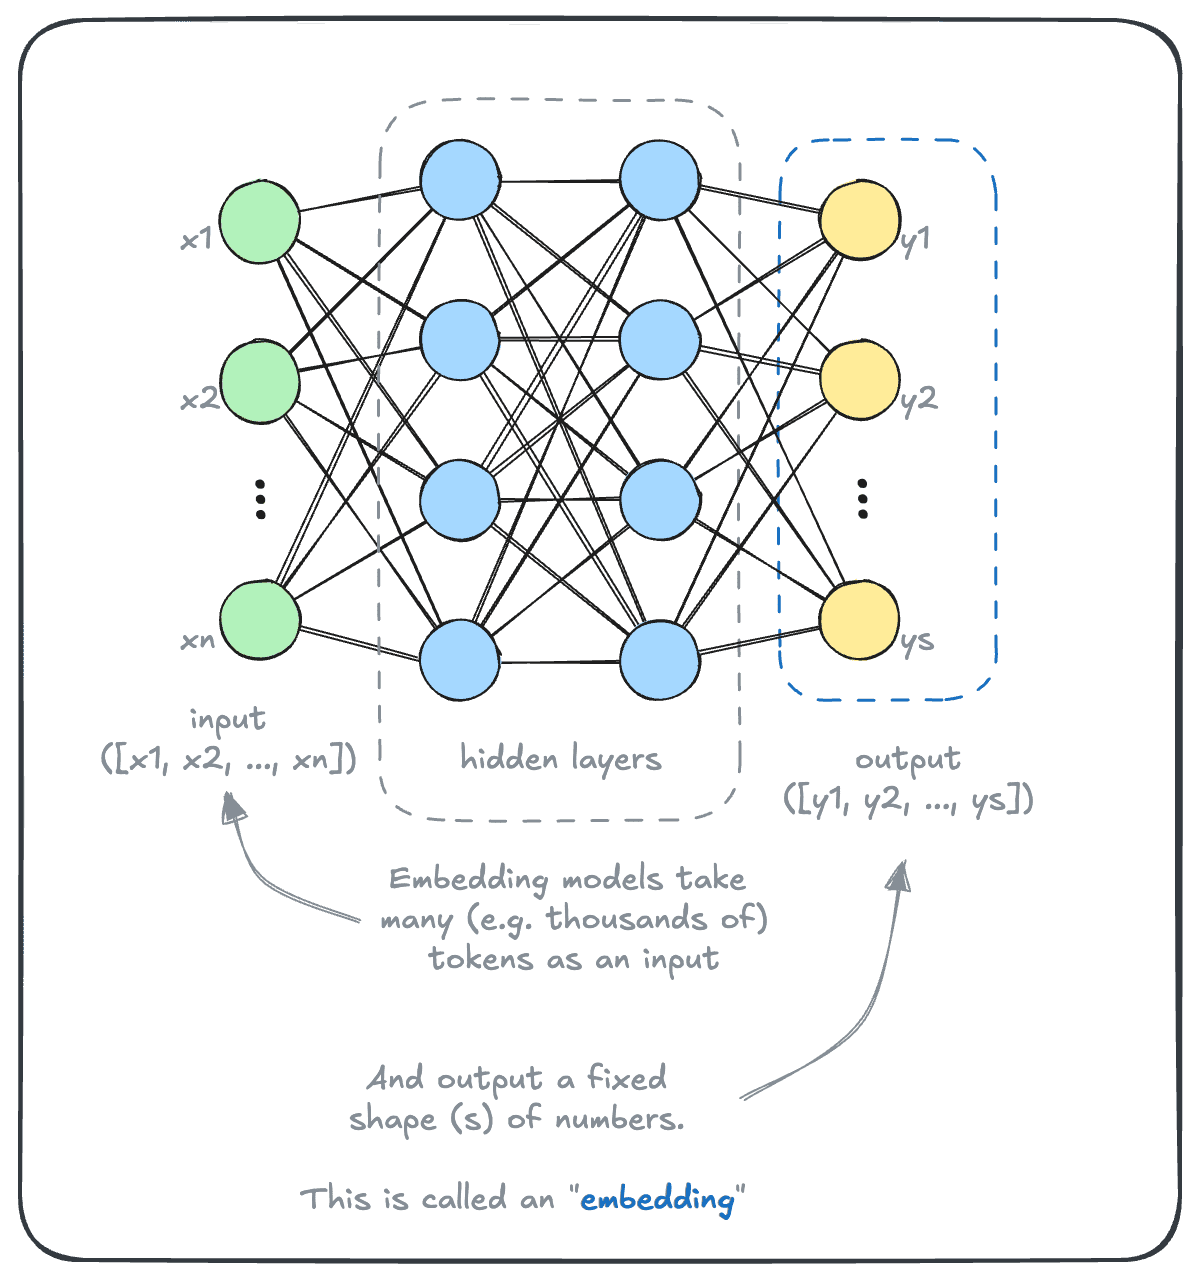 x1
y1
x2
y2
xn
ys
input
([x1, x2, ..., xn])
hidden layers
output
([y1, y2, ..., ys])
Embedding models take
many (e.g. thousands of)
tokens as an input
And output a fixed
shape (s) of numbers.
This is called an "embedding"